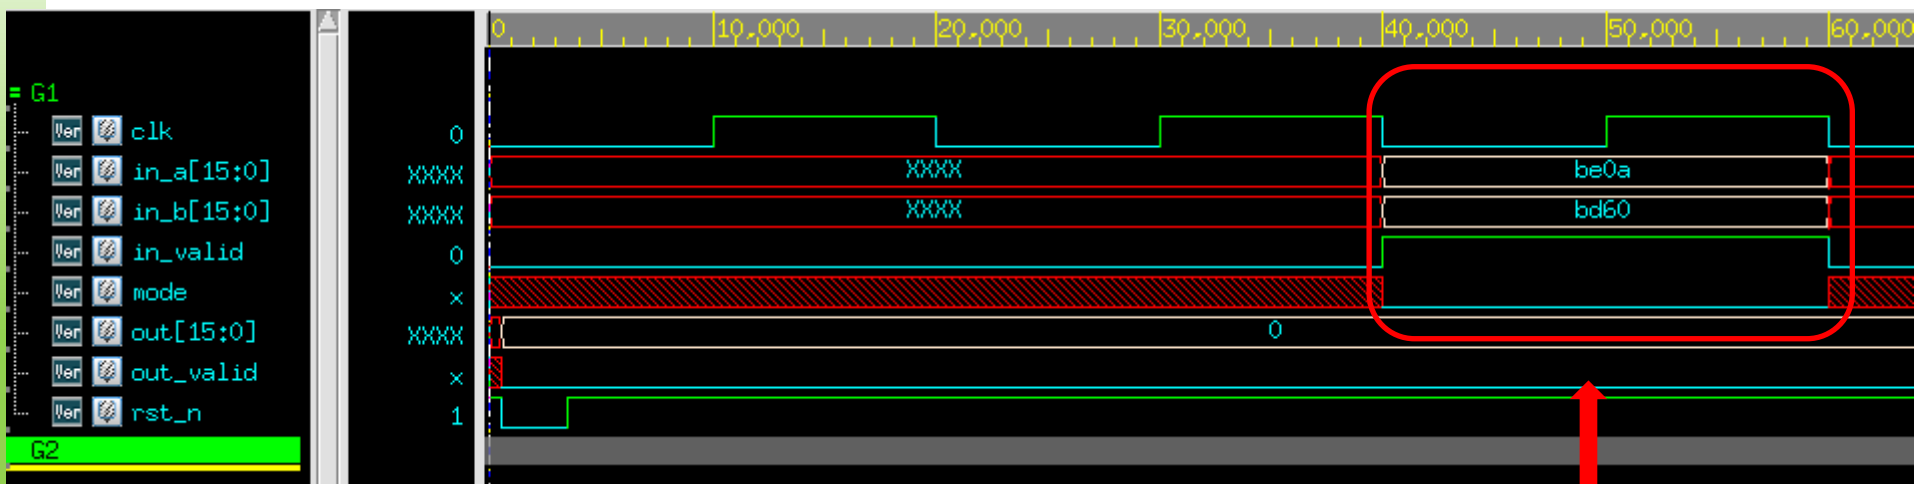 0 10,000 20,000 30,000 40,000 50,000 60,000
= G1
Ver clk 0
Ver in_a[15:0] XXXX XXXX be0a
Ver in_b[15:0] XXXX XXXX bd60
Ver in_valid 0
Ver mode x
Ver out[15:0] XXXX 0
Ver out_valid x
Ver rst_n 1
G2